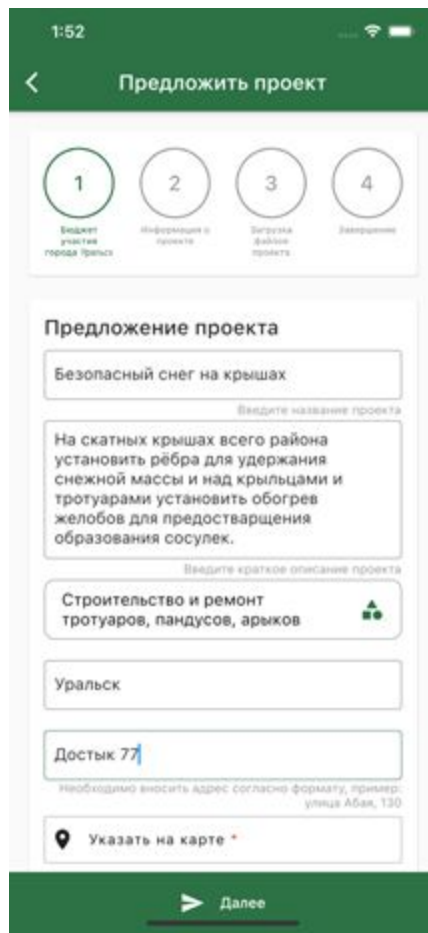 1:52
Предложить проект
1
2
3
4
Бюджет
участия
города Уральск
Информация о
проекте
Загрузка
файлов
проекта
Завершение
Предложение проекта
Безопасный снег на крышах
Введите название проекта
На скатных крышах всего района
установить рёбра для удержания
снежной массы и над крыльцами и
тротуарами установить обогрев
желобов для предостварщения
образования сосулек.
Введите краткое описание проекта
Строительство и ремонт
тротуаров, пандусов, арыков
Уральск
Достык 77
Необходимо вносить адрес согласно формату, пример:
улица Абая, 130
Указать на карте *
Далее